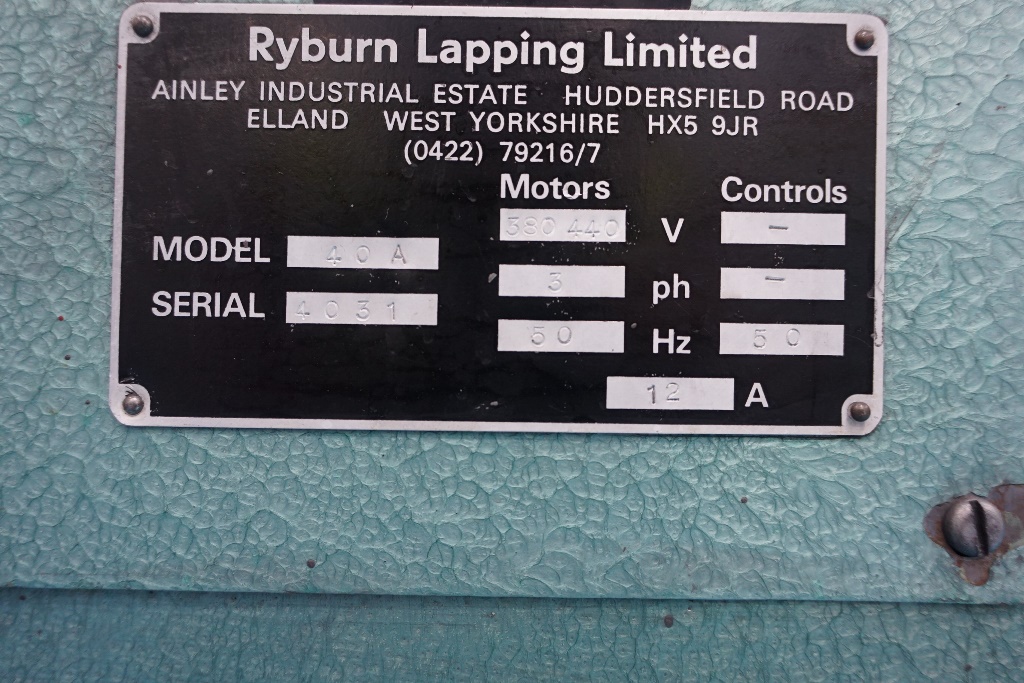 Ryburn Lapping Limited
AINLEY INDUSTRIAL ESTATE HUDDERSFIELD ROAD
ELLAND WEST YORKSHIRE HX5 9JR
(0422) 79216/7
Motors Controls
380 440 V -
MODEL 40A
3 ph -
SERIAL 4031
50 Hz 50
12 A